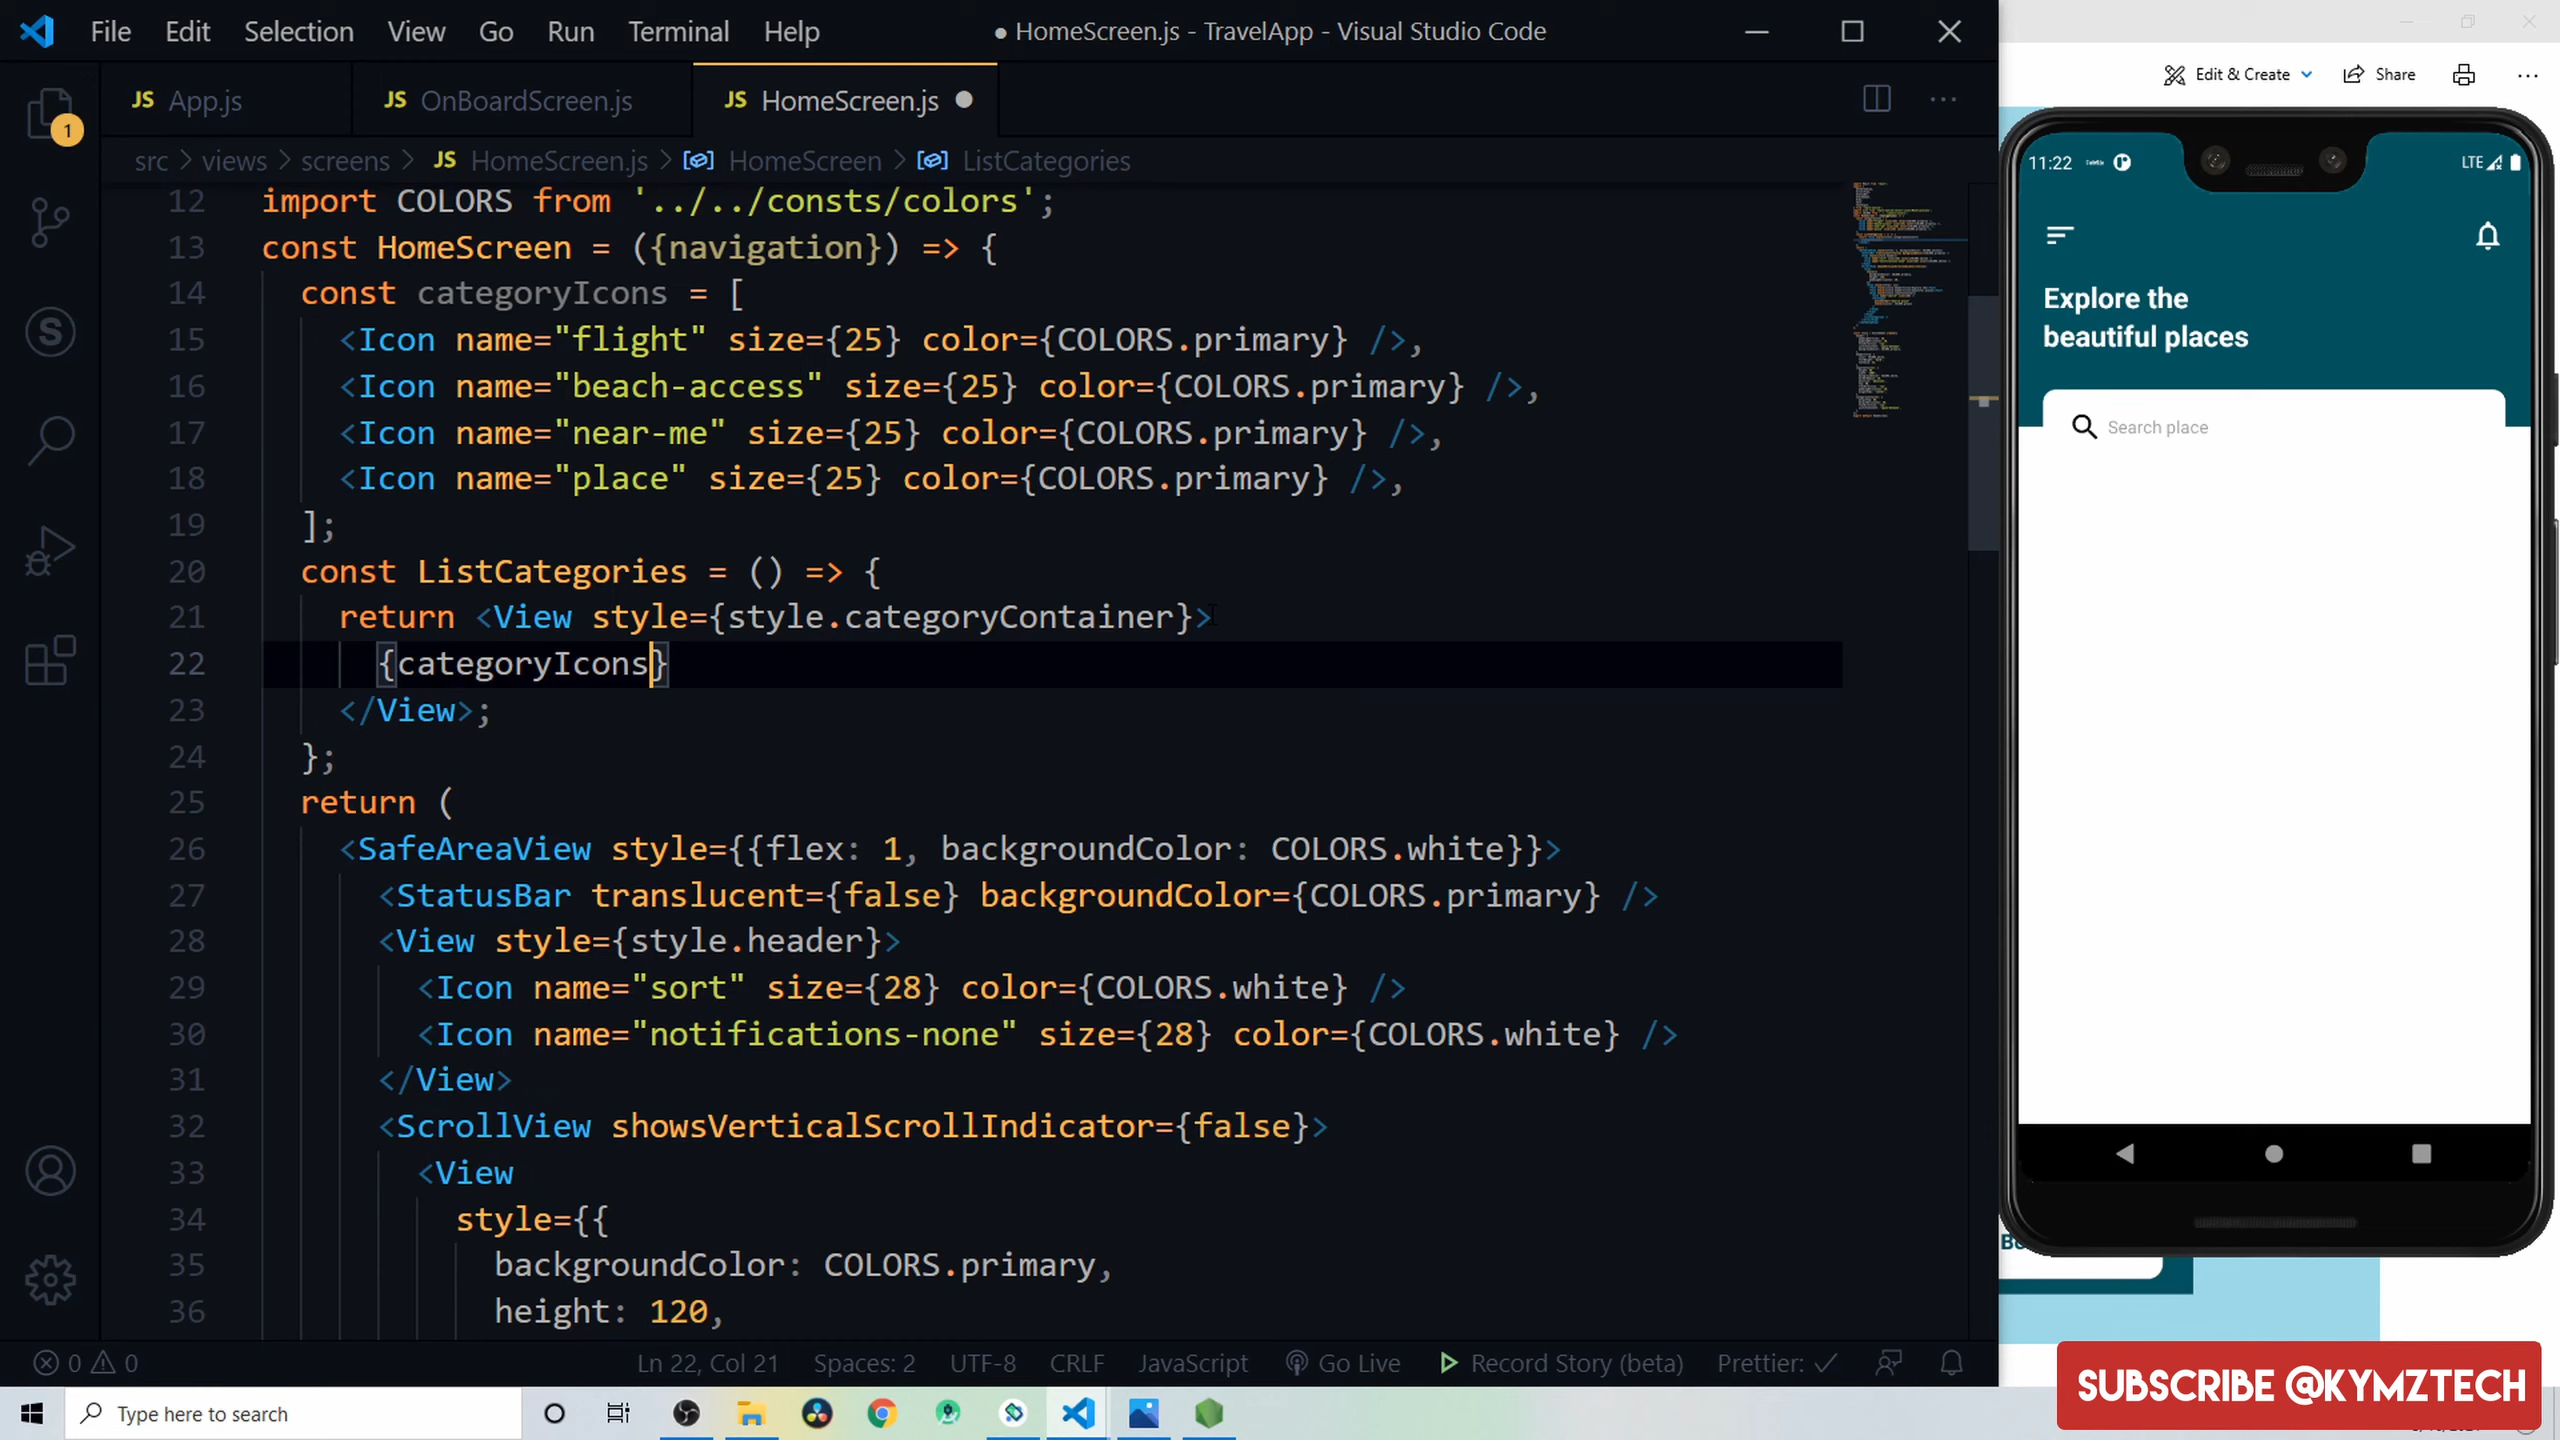 File Edit Selection View Go Run Terminal Help ● HomeScreen.js - TravelApp - Visual Studio Code
Edit & Create Share
JS App.js JS OnBoardScreen.js JS HomeScreen.js
1
src > views > screens > JS HomeScreen.js > HomeScreen > ListCategories
12 import COLORS from '../../consts/colors';
13 const HomeScreen = ({navigation}) => {
14 const categoryIcons = [
15 <Icon name="flight" size={25} color={COLORS.primary} />,
16 <Icon name="beach-access" size={25} color={COLORS.primary} />,
17 <Icon name="near-me" size={25} color={COLORS.primary} />,
18 <Icon name="place" size={25} color={COLORS.primary} />,
19 ];
20 const ListCategories = () => {
21 return <View style={style.categoryContainer}>
22 {categoryIcons}
23 </View>;
24 };
25 return (
26 <SafeAreaView style={{flex: 1, backgroundColor: COLORS.white}}>
27 <StatusBar translucent={false} backgroundColor={COLORS.primary} />
28 <View style={style.header}>
29 <Icon name="sort" size={28} color={COLORS.white} />
30 <Icon name="notifications-none" size={28} color={COLORS.white} />
31 </View>
32 <ScrollView showsVerticalScrollIndicator={false}>
33 <View
34 style={{
35 backgroundColor: COLORS.primary,
36 height: 120,
11:22 LTE
Explore the
beautiful places
Search place
0 0 Ln 22, Col 21 Spaces: 2 UTF-8 CRLF JavaScript Go Live Record Story (beta) Prettier: ✓
SUBSCRIBE @KYMZTECH
Type here to search